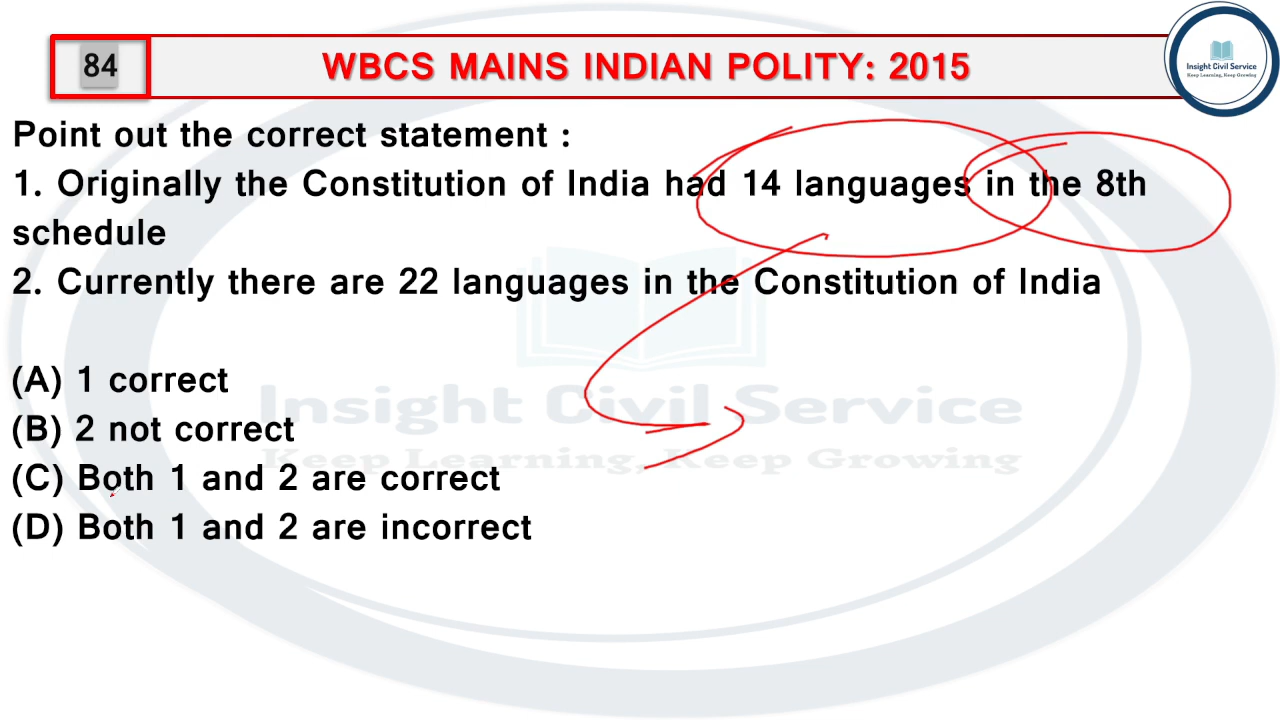 84
WBCS MAINS INDIAN POLITY: 2015
Insight Civil Service
Keep Learning, Keep Growing
Point out the correct statement :
1. Originally the Constitution of India had 14 languages in the 8th
schedule
2. Currently there are 22 languages in the Constitution of India
(A) 1 correct
Insight Civil Service
(B) 2 not correct
Keep Learning, Keep Growing
(C) Both 1 and 2 are correct
(D) Both 1 and 2 are incorrect